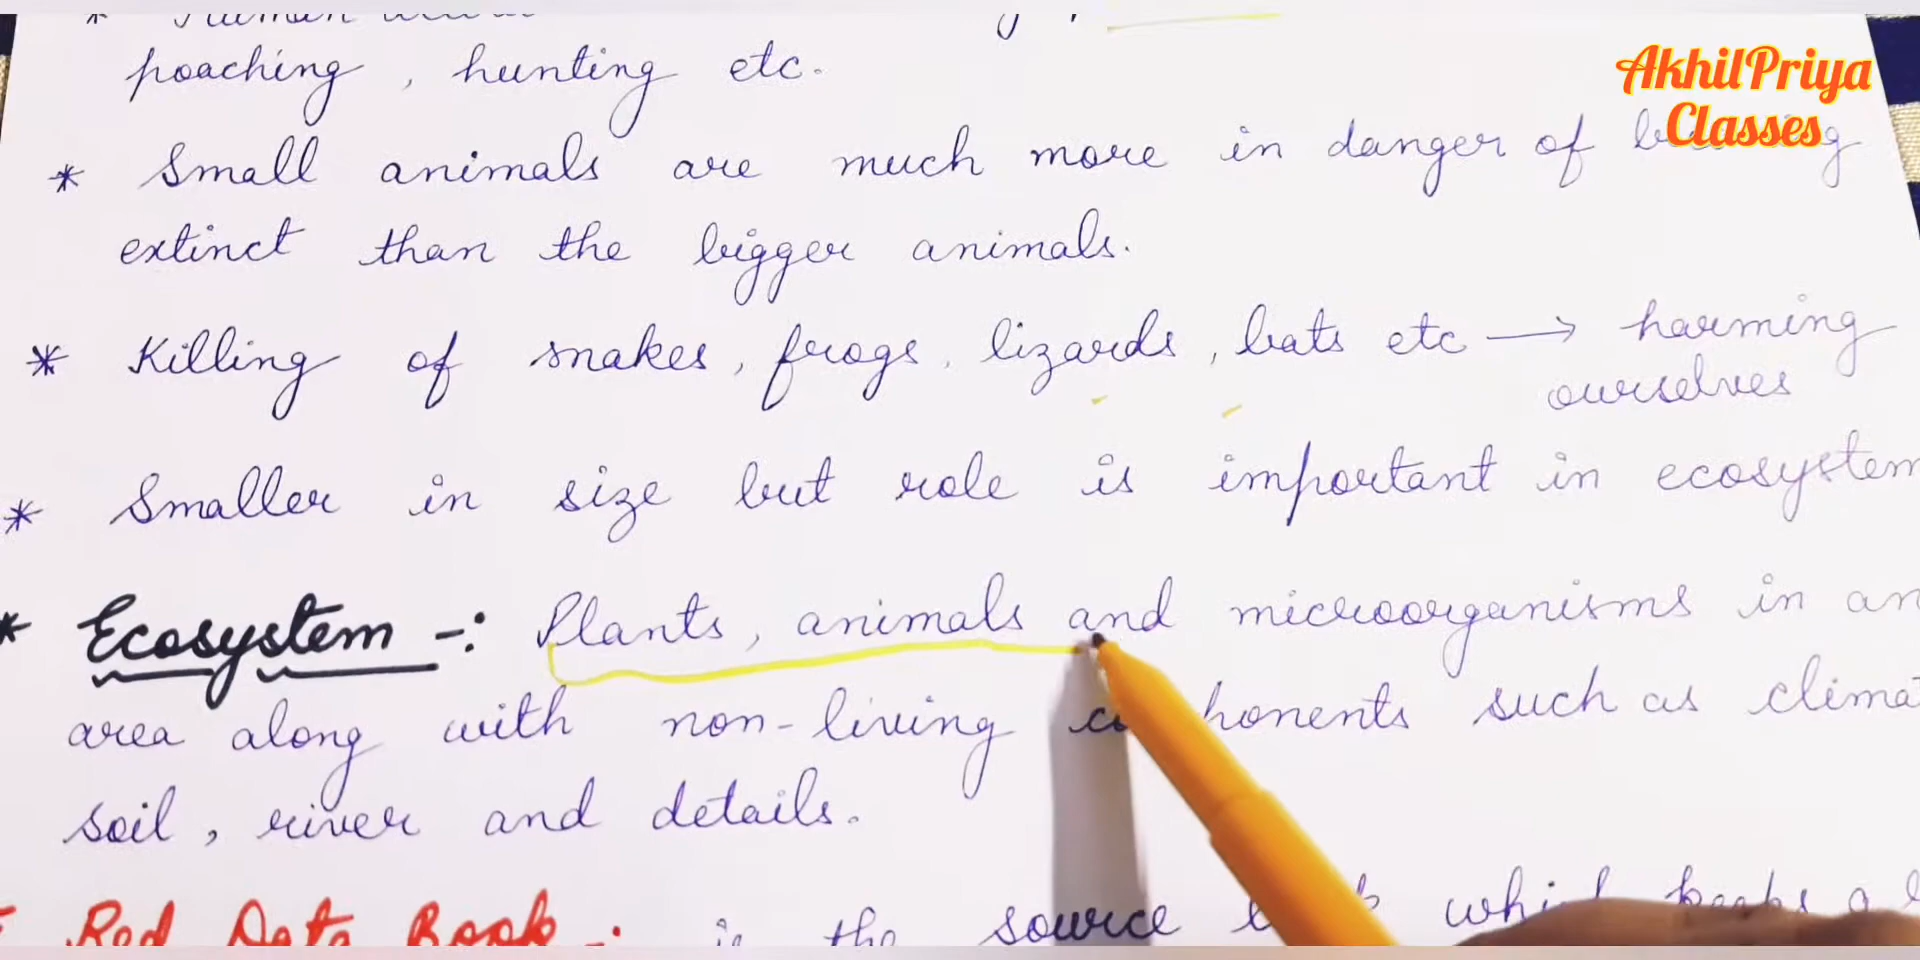 * Human
poaching, hunting etc.
AkhilPriya
Classes
* Small animals are much more in danger of
extinct than the bigger animals.
* Killing of snakes, frogs, lizards, bats etc → harming
ourselves
* Smaller in size but role is important in ecosystem
* Ecosystem -: Plants, animals and microorganisms in an
area along with non-living such as
soil, river and details.
Red Data Book -: is the source which keeps a